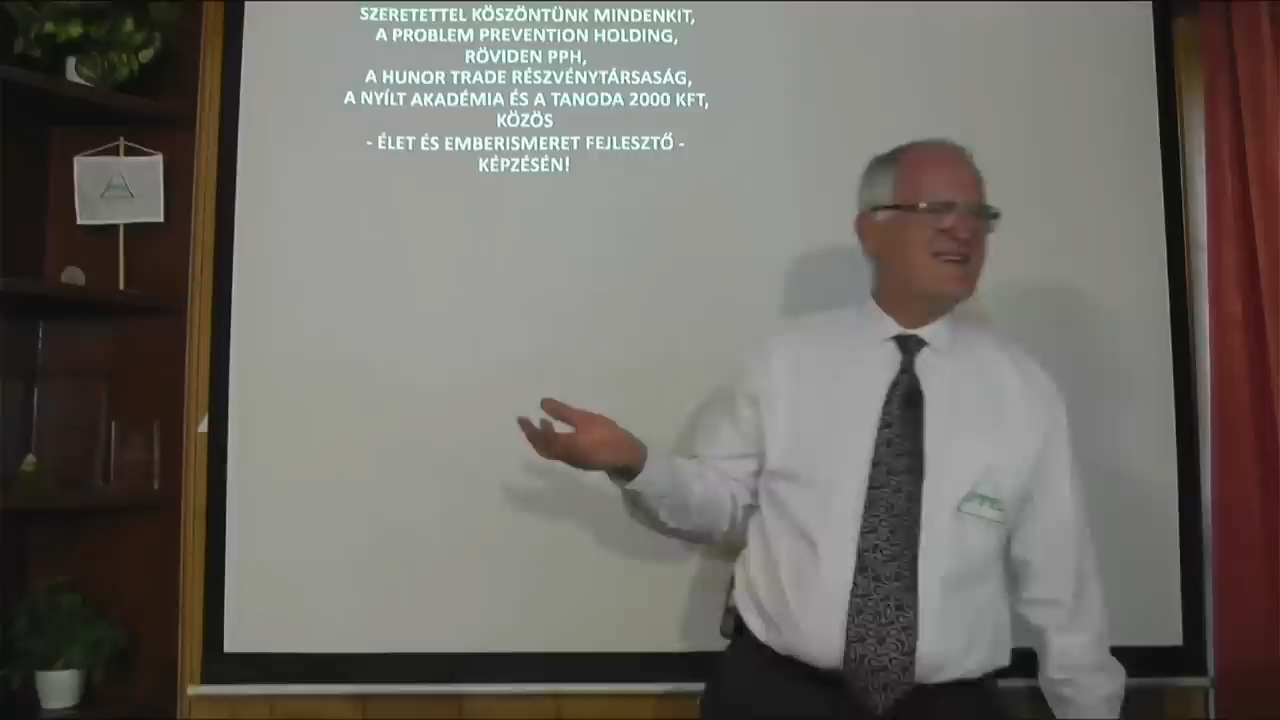 SZERETETTEL KÖSZÖNTÜNK MINDENKIT,
A PROBLEM PREVENTION HOLDING,
RÖVIDEN PPH,
A HUNOR TRADE RÉSZVÉNYTÁRSASÁG,
A NYÍLT AKADÉMIA ÉS A TANODA 2000 KFT,
KÖZÖS
- ÉLET ÉS EMBERISMERET FEJLESZTŐ -
KÉPZÉSÉN!